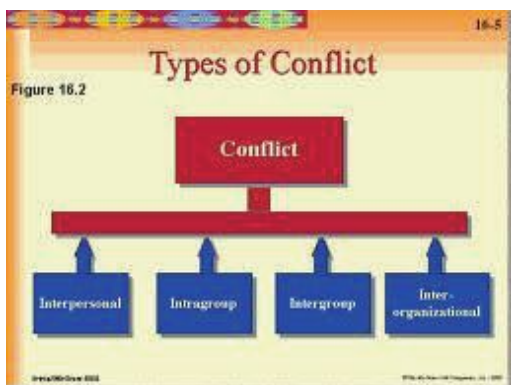 16-5
Types of Conflict
Figure 16.2
Conflict
Interpersonal
Intragroup
Intergroup
Inter-
organizational